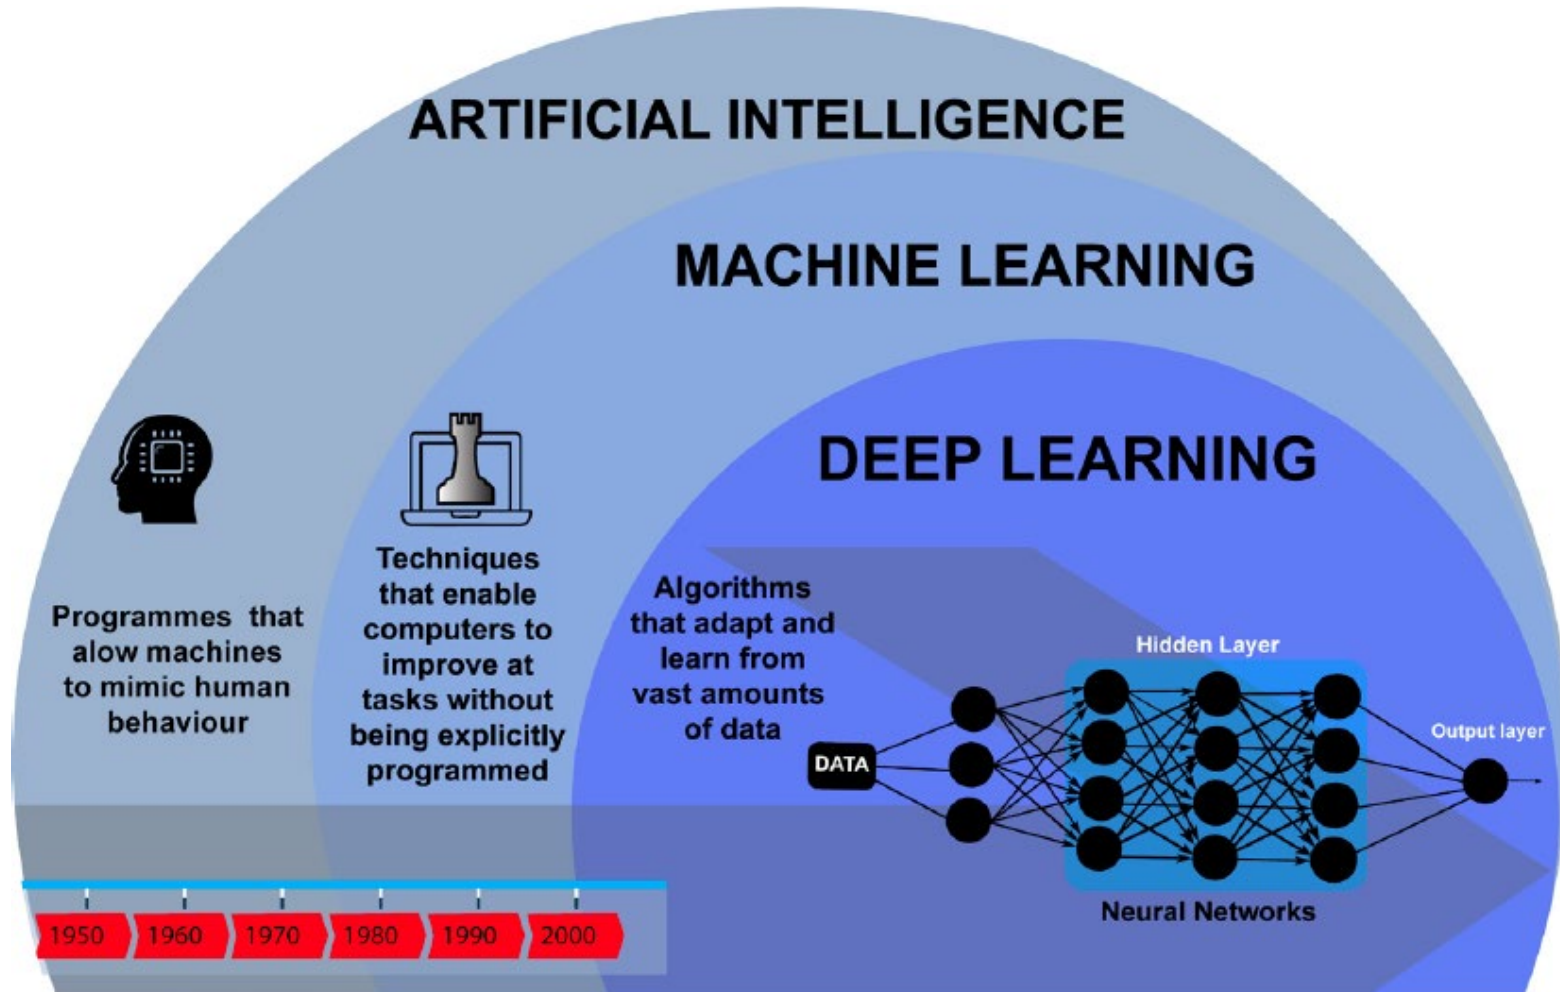 ARTIFICIAL INTELLIGENCE
MACHINE LEARNING
DEEP LEARNING
Programmes that
alow machines
to mimic human
behaviour
Techniques
that enable
computers to
improve at
tasks without
being explicitly
programmed
Algorithms
that adapt and
learn from
vast amounts
of data
DATA
Hidden Layer
Output layer
Neural Networks
1950 1960 1970 1980 1990 2000